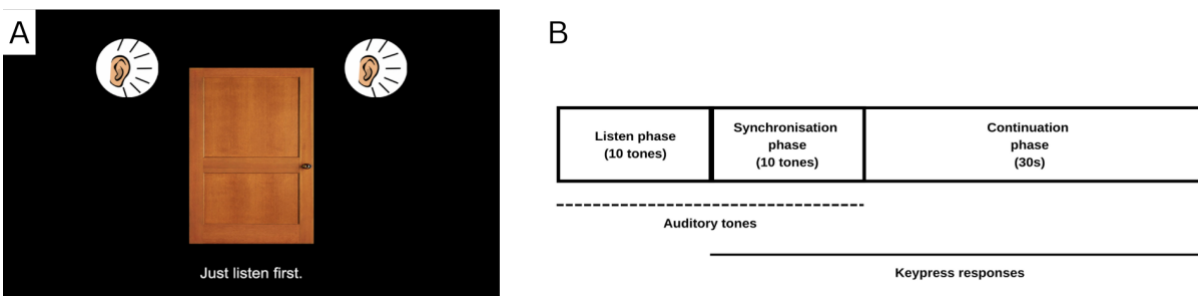 A
Just listen first.
B
Listen phase
(10 tones)
Synchronisation
phase
(10 tones)
Continuation
phase
(30s)
Auditory tones
Keypress responses